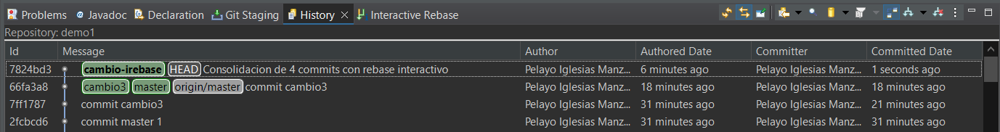 Problems Javadoc Declaration Git Staging History Interactive Rebase
Repository: demo1
Id Message Author Authored Date Committer Committed Date
7824bd3 cambio-irebase HEAD Consolidacion de 4 commits con rebase interactivo Pelayo Iglesias Manz... 6 minutes ago Pelayo Iglesias Manz... 1 seconds ago
66fa3a8 cambio3 master origin/master commit cambio3 Pelayo Iglesias Manz... 18 minutes ago Pelayo Iglesias Manz... 18 minutes ago
7ff1787 commit cambio3 Pelayo Iglesias Manz... 31 minutes ago Pelayo Iglesias Manz... 21 minutes ago
2fcbcd6 commit master 1 Pelayo Iglesias Manz... 31 minutes ago Pelayo Iglesias Manz... 31 minutes ago